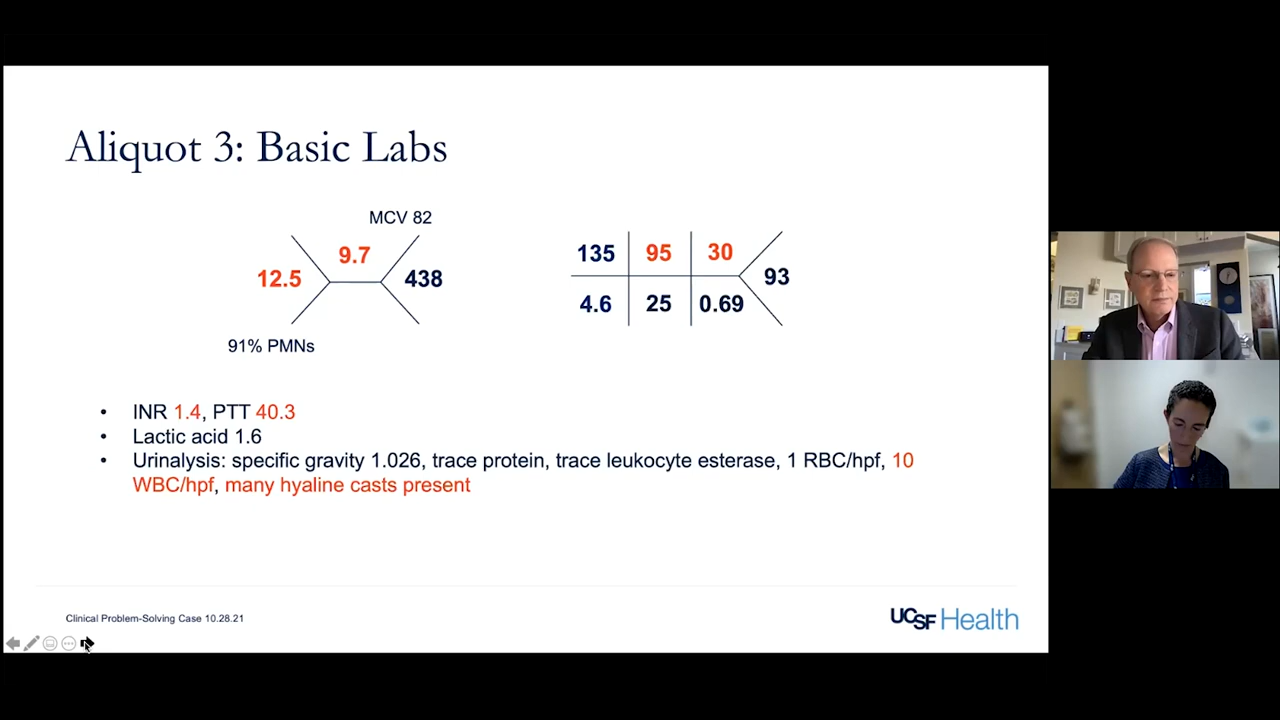 Aliquot 3: Basic Labs
MCV 82
9.7
12.5
438
91% PMNs
135 95 30
93
4.6 25 0.69
• INR 1.4, PTT 40.3
• Lactic acid 1.6
• Urinalysis: specific gravity 1.026, trace protein, trace leukocyte esterase, 1 RBC/hpf, 10
WBC/hpf, many hyaline casts present
Clinical Problem-Solving Case 10.28.21
UCSF Health